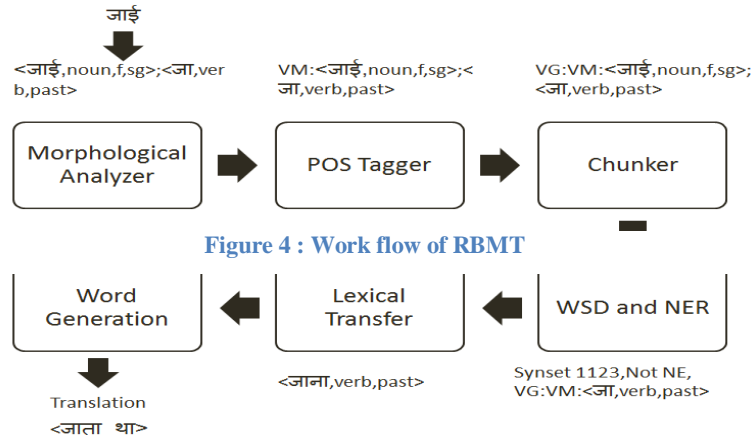 जाई
<जाई,noun,f,sg>;<जा,ver
b,past>
VM:<जाई,noun,f,sg>;<
जा,verb,past>
VG:VM:<जाई,noun,f,sg>;
<जा,verb,past>
Morphological
Analyzer
POS Tagger
Chunker
Figure 4 : Work flow of RBMT
Word
Generation
Lexical
Transfer
WSD and NER
Translation
<जाता था>
<जाना,verb,past>
Synset 1123,Not NE,
VG:VM:<जा,verb,past>